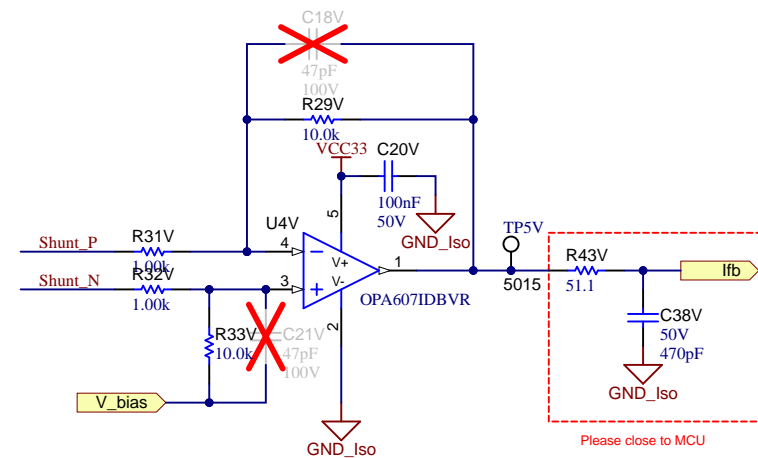 C18V
47pF
100V
R29V
10.0k
VCC33
C20V
100nF
50V
GND_Iso
5
U4V
Shunt_P
R31V
1.00k
4
V+
V-
1
TP5V
5015
R43V
51.1
Ifb
Shunt_N
R32V
1.00k
3
OPA607IDBVR
2
R33V
10.0k
C21V
47pF
100V
C38V
50V
470pF
GND_Iso
V_bias
GND_Iso
Please close to MCU